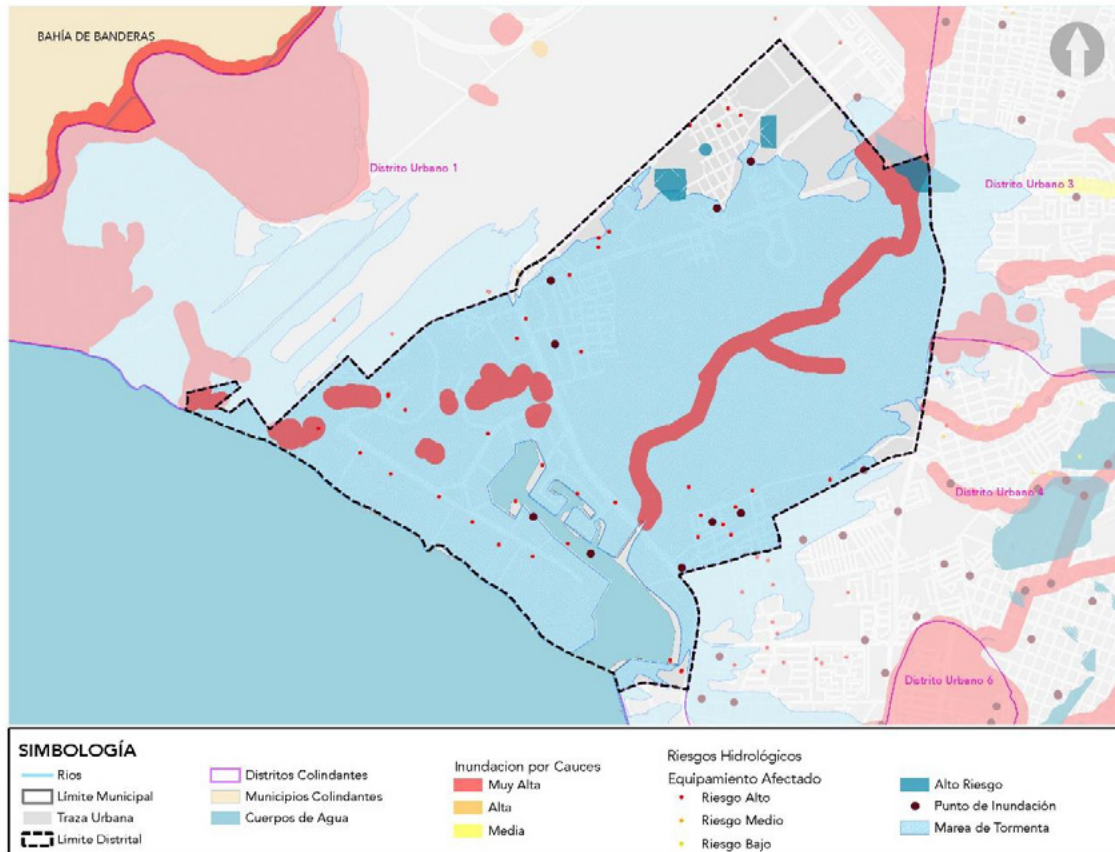 BAHÍA DE BANDERAS
Distrito Urbano 1
Distrito Urbano 3
Distrito Urbano 4
Distrito Urbano 6
SIMBOLOGÍA
Rios
Límite Municipal
Traza Urbana
Limite Distrital
Distritos Colindantes
Municipios Colindantes
Cuerpos de Agua
Inundacion por Cauces
Muy Alta
Alta
Media
Riesgos Hidrológicos
Equipamiento Afectado
Riesgo Alto
Riesgo Medio
Riesgo Bajo
Alto Riesgo
Punto de Inundación
Marea de Tormenta